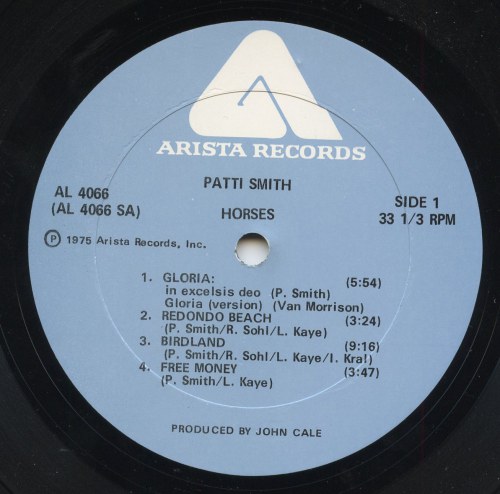 ARISTA RECORDS
PATTI SMITH
AL 4066
(AL 4066 SA)
HORSES
SIDE 1
33 1/3 RPM
Ⓟ 1975 Arista Records, Inc.
1. GLORIA: (5:54)
in excelsis deo (P. Smith)
Gloria (version) (Van Morrison)
2. REDONDO BEACH (3:24)
(P. Smith/R. Sohl/L. Kaye)
3. BIRDLAND (9:16)
(P. Smith/R. Sohl/L. Kaye/I. Kral)
4. FREE MONEY (3:47)
(P. Smith/L. Kaye)
PRODUCED BY JOHN CALE